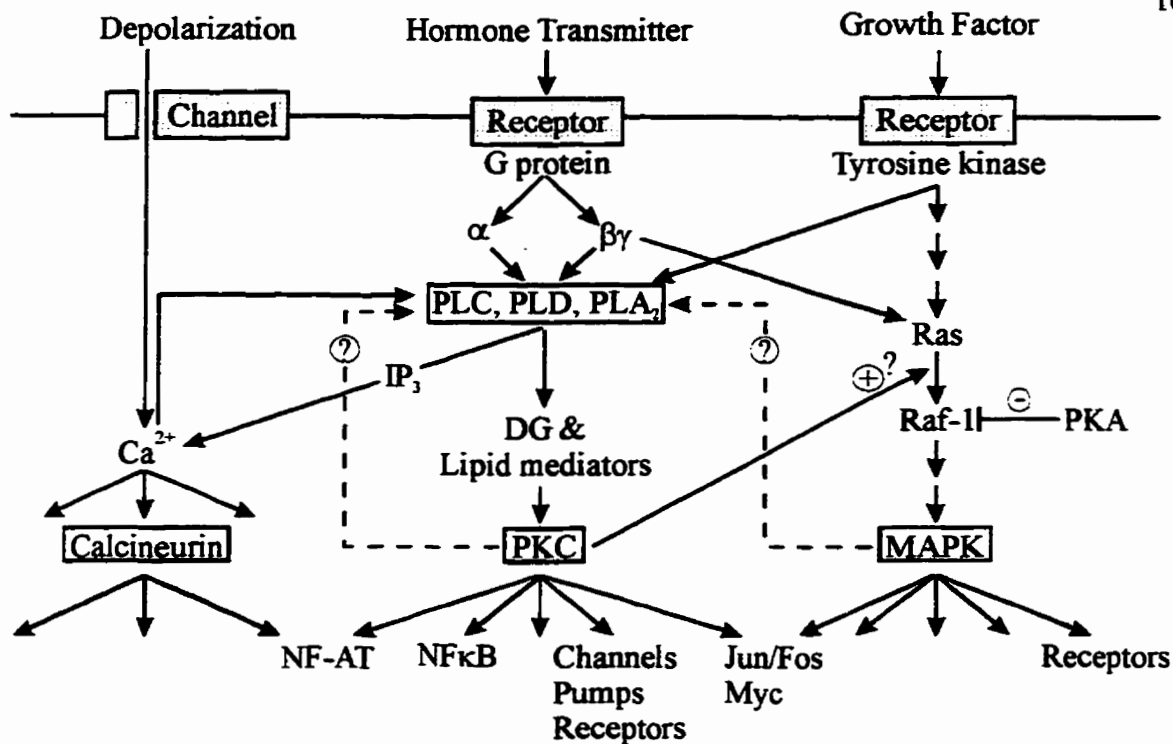 Depolarization
Hormone Transmitter
Growth Factor
Channel
Receptor
Receptor
G protein
Tyrosine kinase
α
βγ
PLC, PLD, PLA₂
Ras
?
?
+?
IP₃
Raf-1
−
PKA
Ca²⁺
DG &
Lipid mediators
Calcineurin
PKC
MAPK
NF-AT
NFκB
Channels
Pumps
Receptors
Jun/Fos
Myc
Receptors